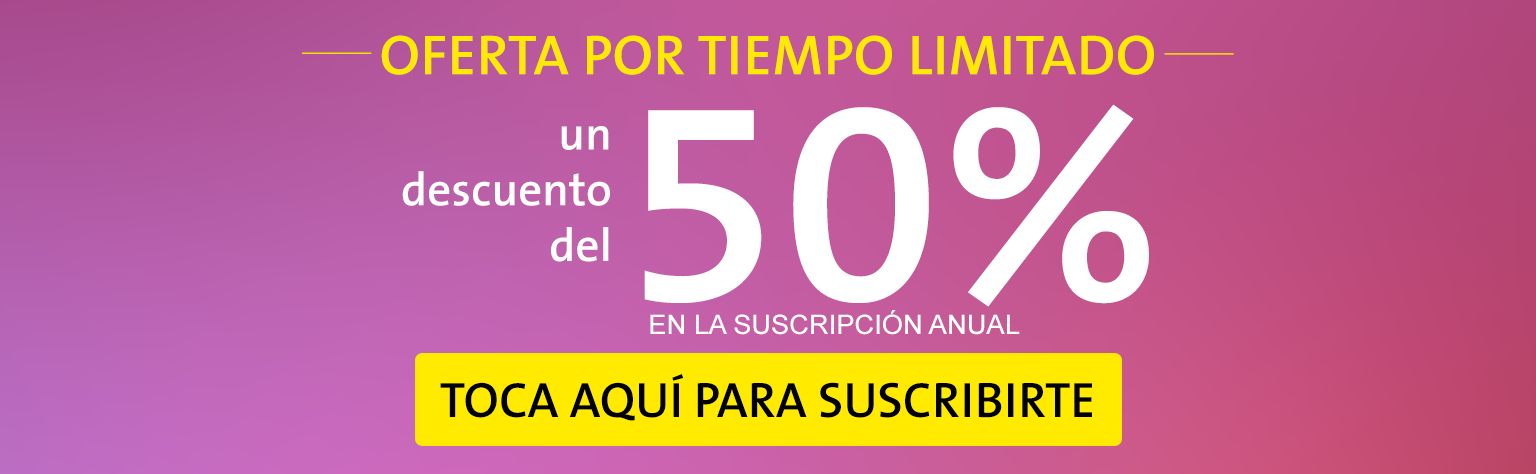 OFERTA POR TIEMPO LIMITADO
un
descuento
del
50%
EN LA SUSCRIPCIÓN ANUAL
TOCA AQUÍ PARA SUSCRIBIRTE